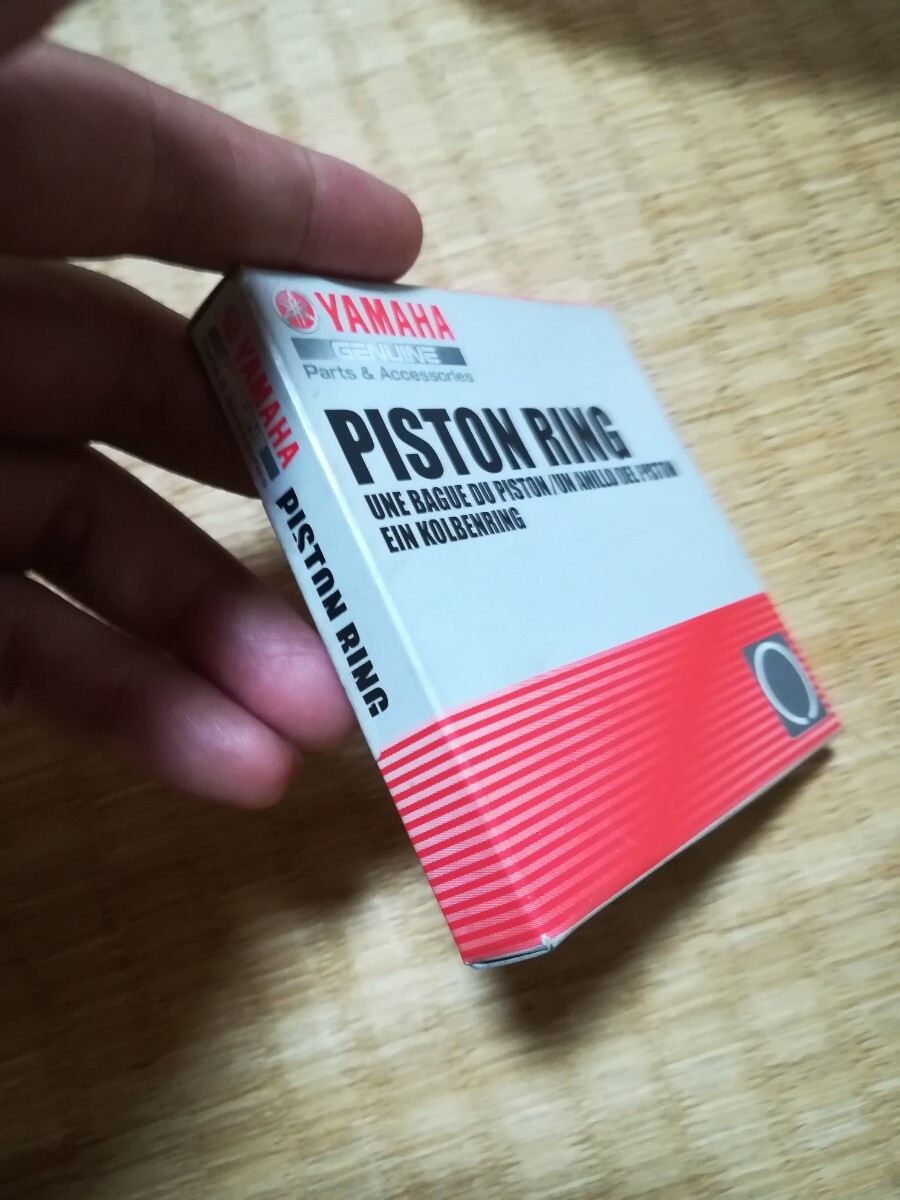 YAMAHA
GENUINE
Parts & Accessories
PISTON RING
UNE BAGUE DU PISTON/UN ANILLO DEL PISTON
EIN KOLBENRING
YAMAHA
PISTON RING